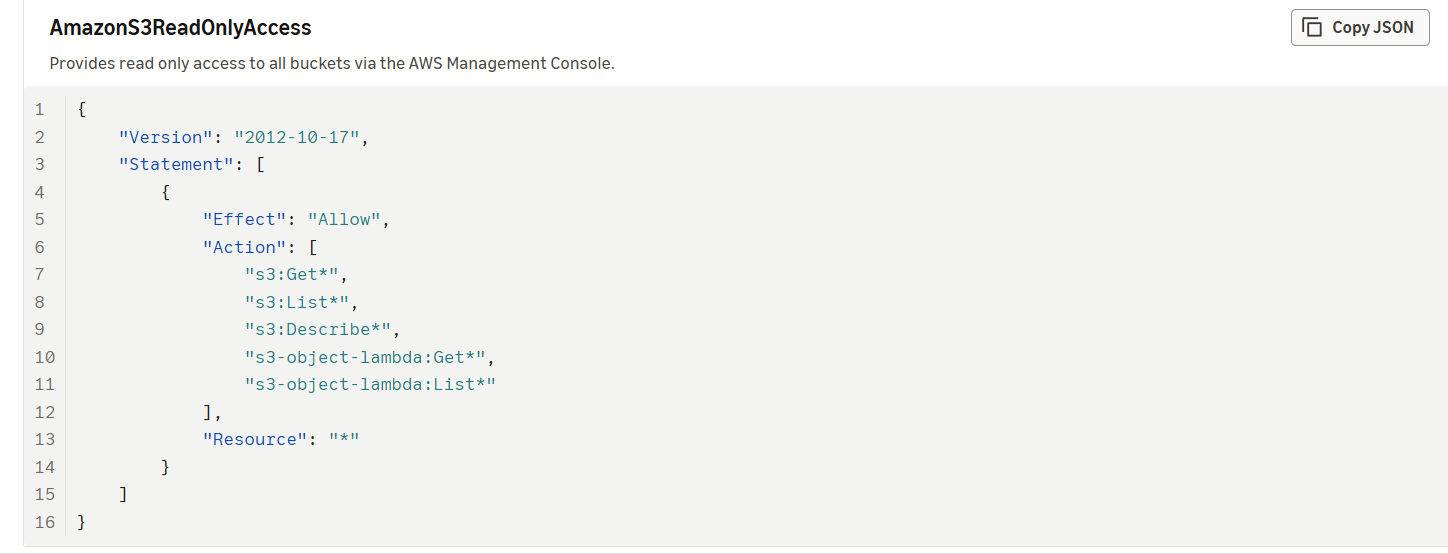 AmazonS3ReadOnlyAccess
Copy JSON
Provides read only access to all buckets via the AWS Management Console.
1 {
2     "Version": "2012-10-17",
3     "Statement": [
4         {
5             "Effect": "Allow",
6             "Action": [
7                 "s3:Get*",
8                 "s3:List*",
9                 "s3:Describe*",
10                 "s3-object-lambda:Get*",
11                 "s3-object-lambda:List*"
12             ],
13             "Resource": "*"
14         }
15     ]
16 }